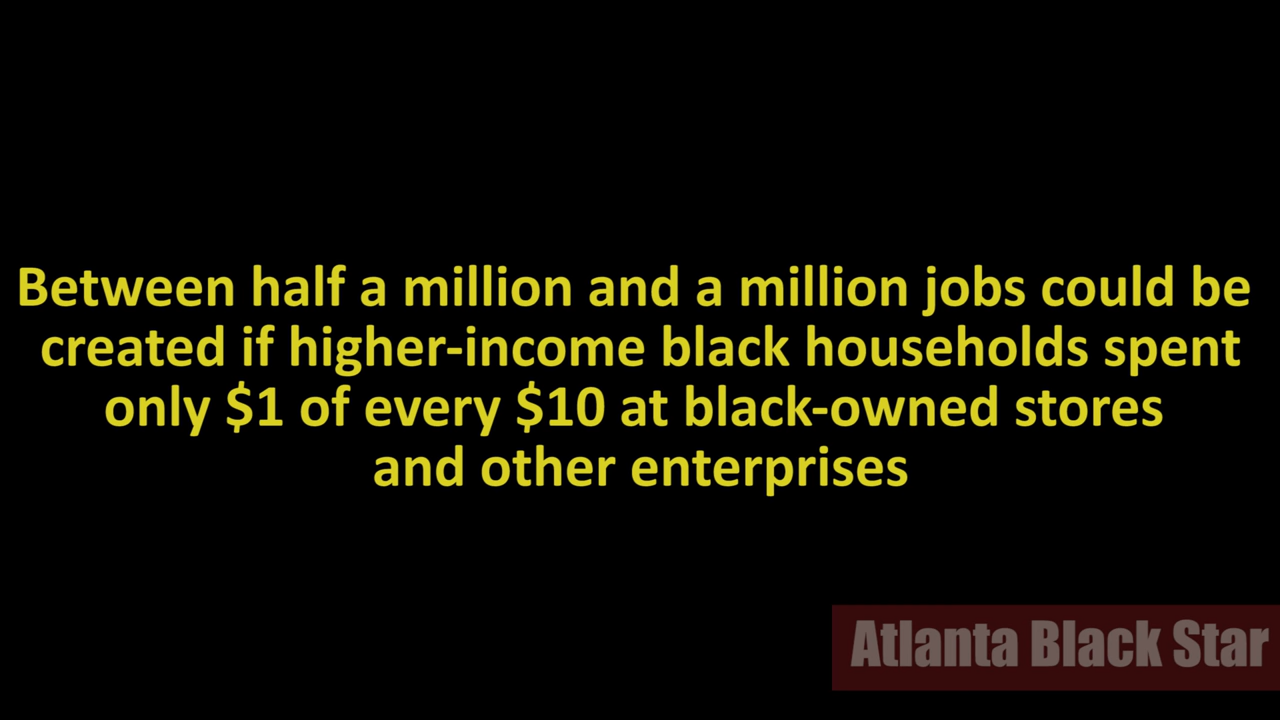 Between half a million and a million jobs could be
created if higher-income black households spent
only $1 of every $10 at black-owned stores
and other enterprises
Atlanta Black Star